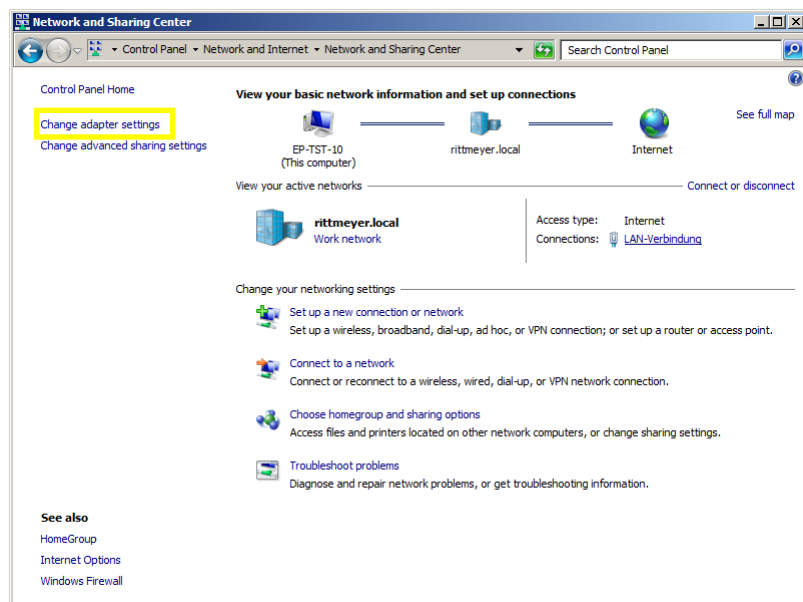 Network and Sharing Center
Control Panel Network and Internet Network and Sharing Center
Search Control Panel
Control Panel Home
Change adapter settings
Change advanced sharing settings
View your basic network information and set up connections
See full map
EP-TST-10
(This computer)
rittmeyer.local
Internet
View your active networks
Connect or disconnect
rittmeyer.local
Work network
Access type: Internet
Connections: LAN-Verbindung
Change your networking settings
Set up a new connection or network
Set up a wireless, broadband, dial-up, ad hoc, or VPN connection; or set up a router or access point.
Connect to a network
Connect or reconnect to a wireless, wired, dial-up, or VPN network connection.
Choose homegroup and sharing options
Access files and printers located on other network computers, or change sharing settings.
Troubleshoot problems
Diagnose and repair network problems, or get troubleshooting information.
See also
HomeGroup
Internet Options
Windows Firewall